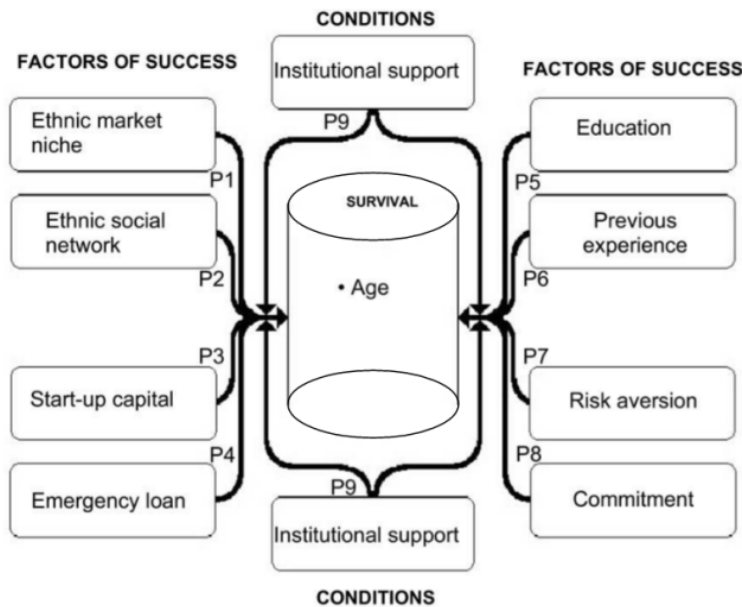 CONDITIONS
FACTORS OF SUCCESS
Institutional support
FACTORS OF SUCCESS
Ethnic market
niche
P9
Education
P1
P5
SURVIVAL
Ethnic social
network
Previous
experience
P2
• Age
P6
P3
P7
Start-up capital
Risk aversion
P4
P8
Emergency loan
P9
Commitment
Institutional support
CONDITIONS